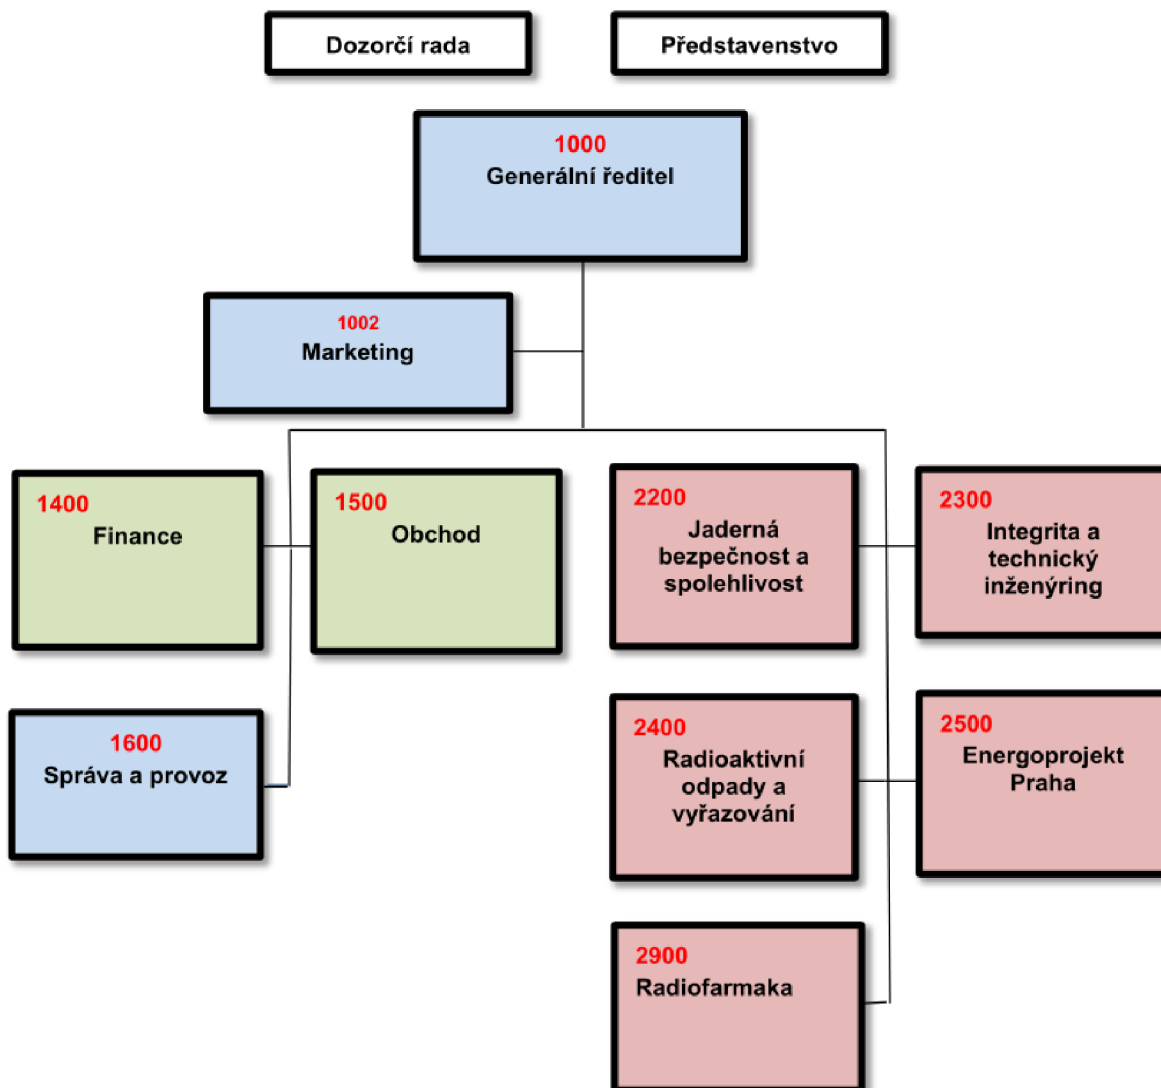 Dozorčí rada
Představenstvo
1000
Generální ředitel
1002
Marketing
1400
Finance
1500
Obchod
2200
Jaderná
bezpečnost a
spolehlivost
2300
Integrita a
technický
inženýring
1600
Správa a provoz
2400
Radioaktivní
odpady a
vyřazování
2500
Energoprojekt
Praha
2900
Radiofarmaka